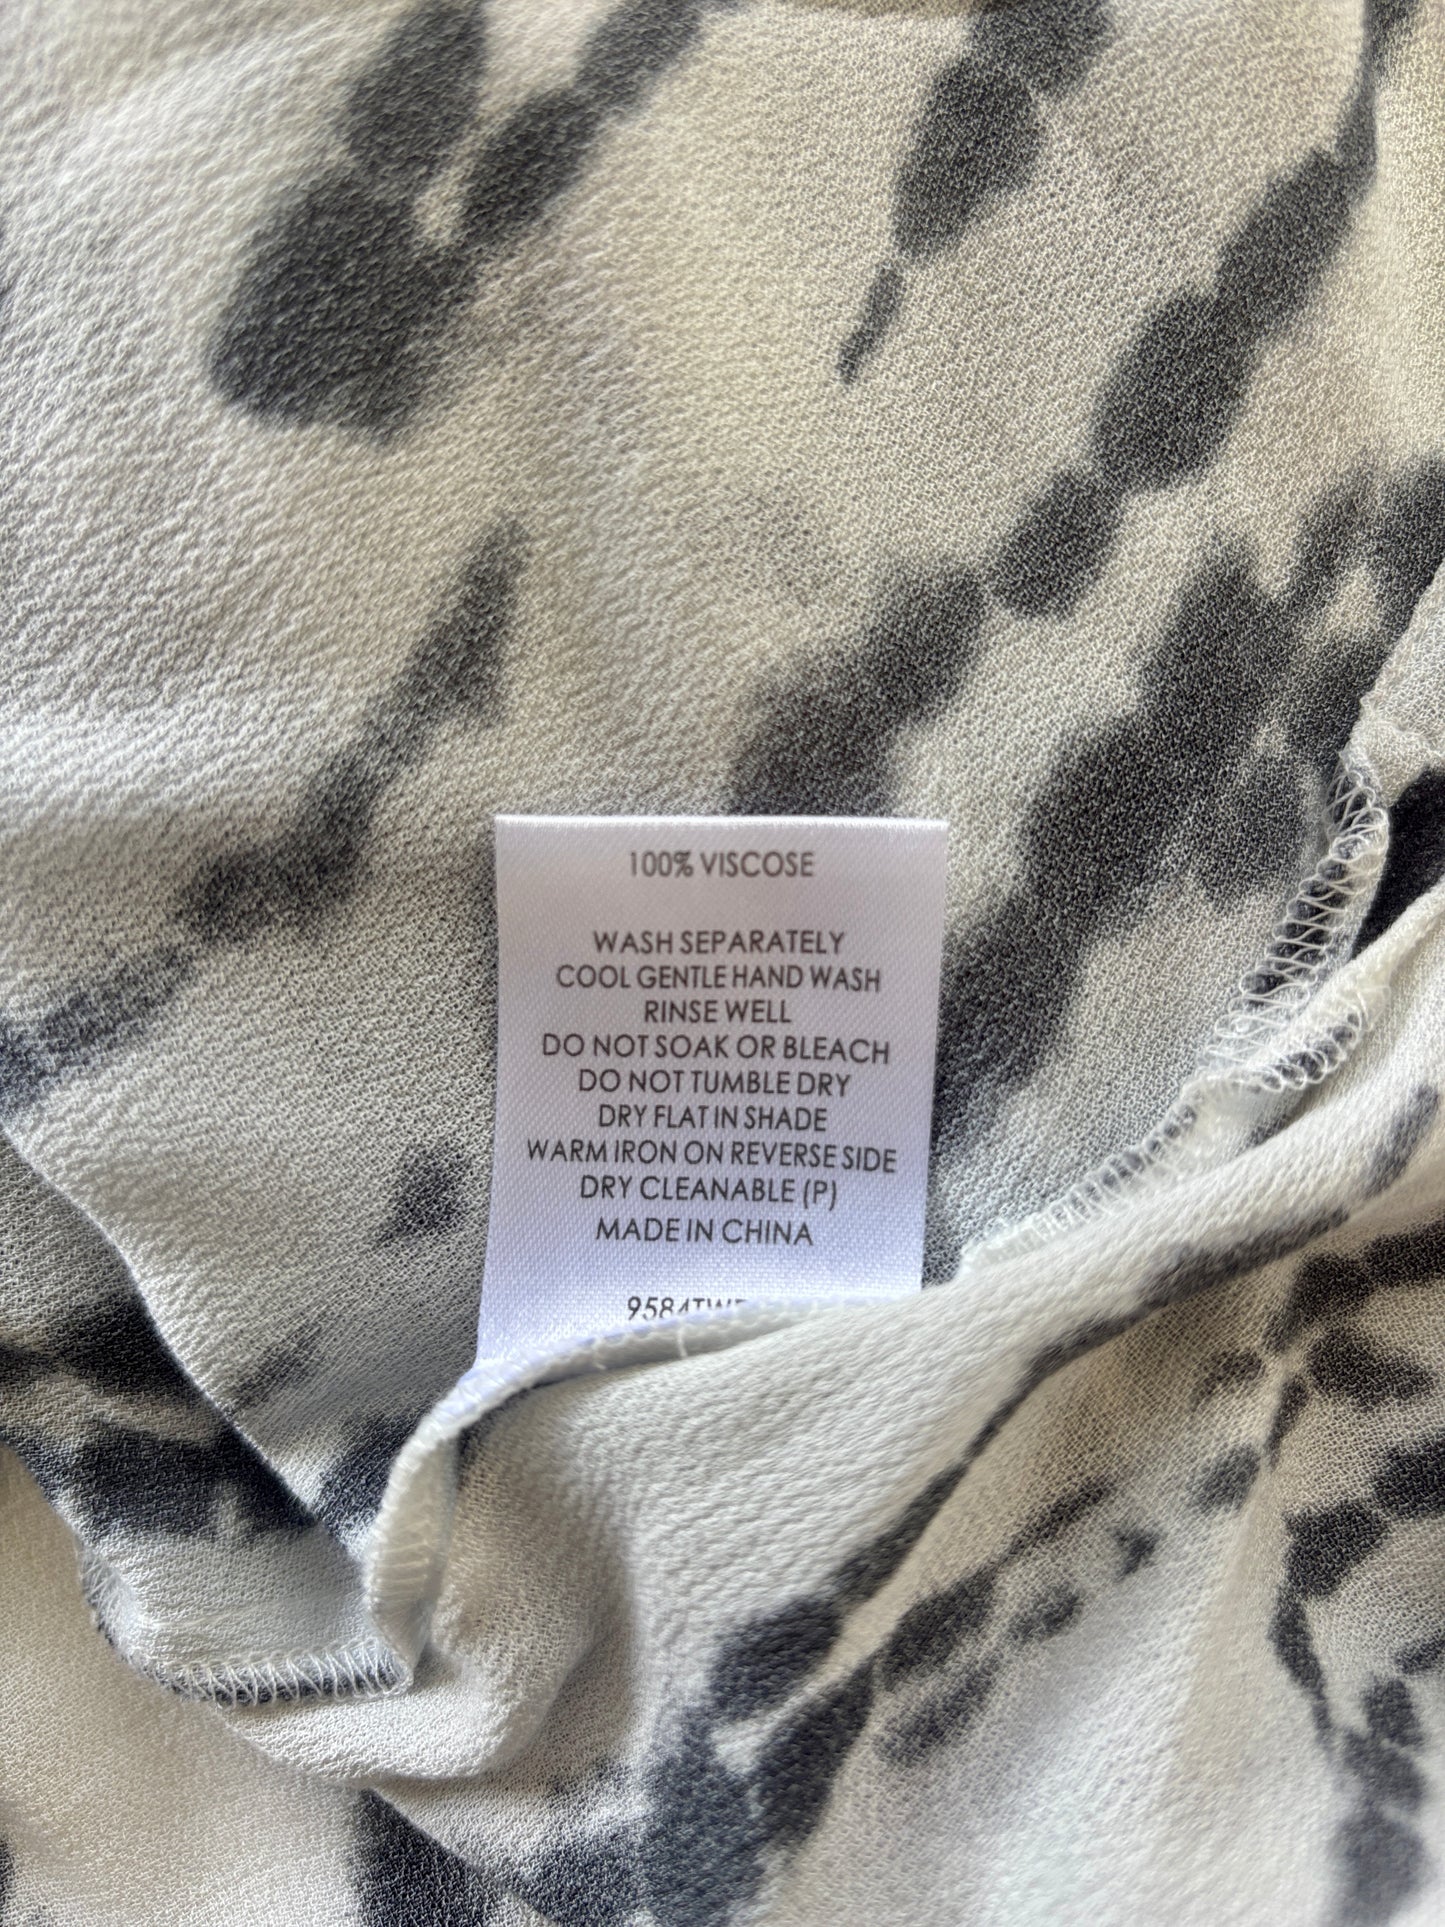 100% VISCOSE
WASH SEPARATELY
COOL GENTLE HAND WASH
RINSE WELL
DO NOT SOAK OR BLEACH
DO NOT TUMBLE DRY
DRY FLAT IN SHADE
WARM IRON ON REVERSE SIDE
DRY CLEANABLE (P)
MADE IN CHINA